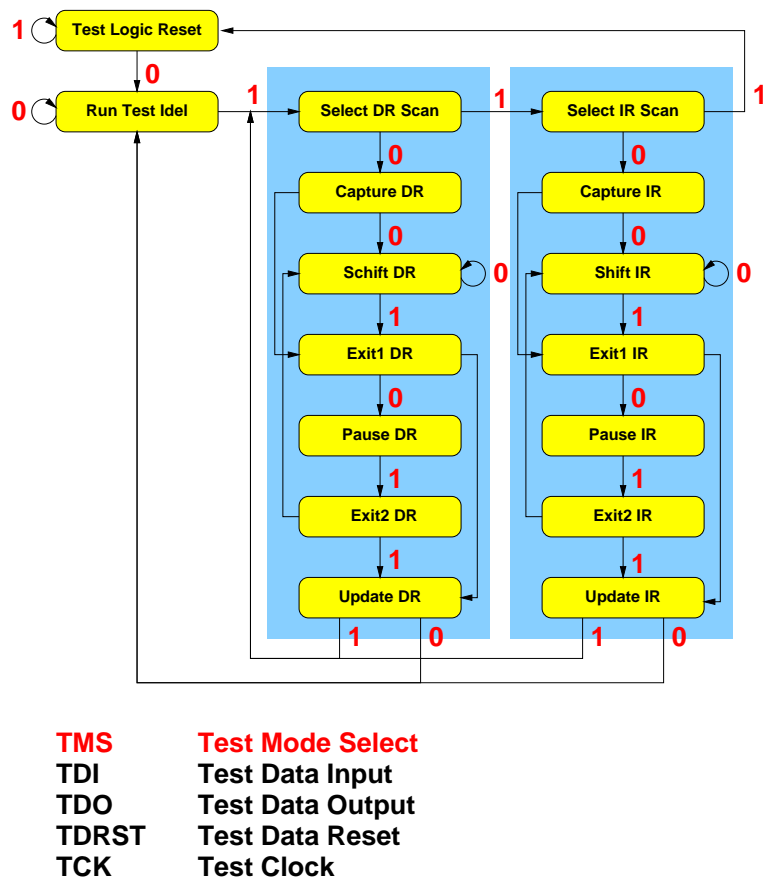 Test Logic Reset
1
0
Run Test Idel
0
1
Select DR Scan
1
Select IR Scan
1
0
0
Capture DR
Capture IR
0
0
Schift DR
0
Shift IR
0
1
1
Exit1 DR
Exit1 IR
0
0
Pause DR
Pause IR
1
1
Exit2 DR
Exit2 IR
1
1
Update DR
Update IR
1
0
1
0
TMS Test Mode Select
TDI Test Data Input
TDO Test Data Output
TDRST Test Data Reset
TCK Test Clock